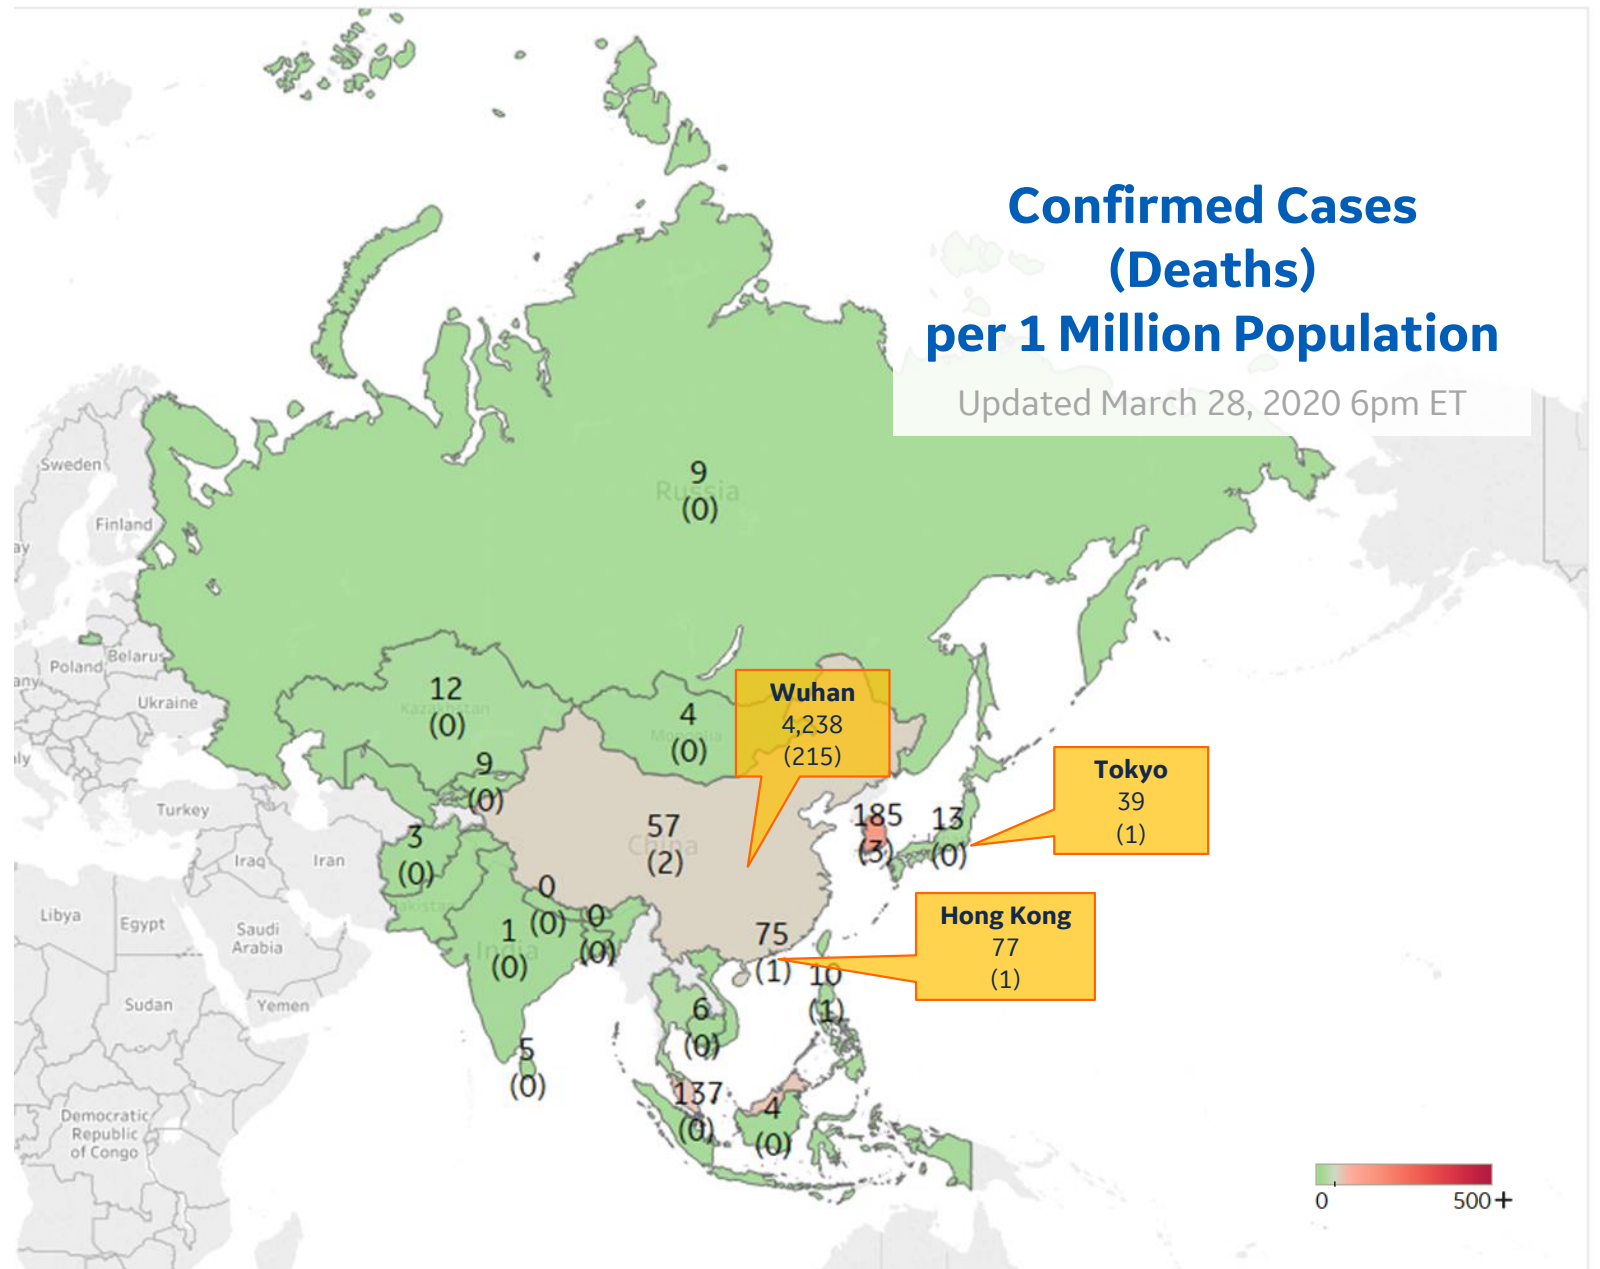 Confirmed Cases
(Deaths)
per 1 Million Population
Updated March 28, 2020 6pm ET
Sweden
Finland
9
Russia
(0)
Poland
Belarus
Ukraine
12
Kazakhstan
(0)
4
Mongolia
(0)
Wuhan
4,238
(215)
9
(0)
Turkey
Tokyo
39
(1)
57
China
(2)
185
(3)
13
(0)
3
(0)
Iraq
Iran
0
(0)
0
(0)
Pakistan
1
India
(0)
Libya
Egypt
Saudi
Arabia
75
(1)
Hong Kong
77
(1)
10
(1)
Sudan
Yemen
6
(0)
5
(0)
137
(0)
4
(0)
Democratic
Republic
of Congo
0
500+